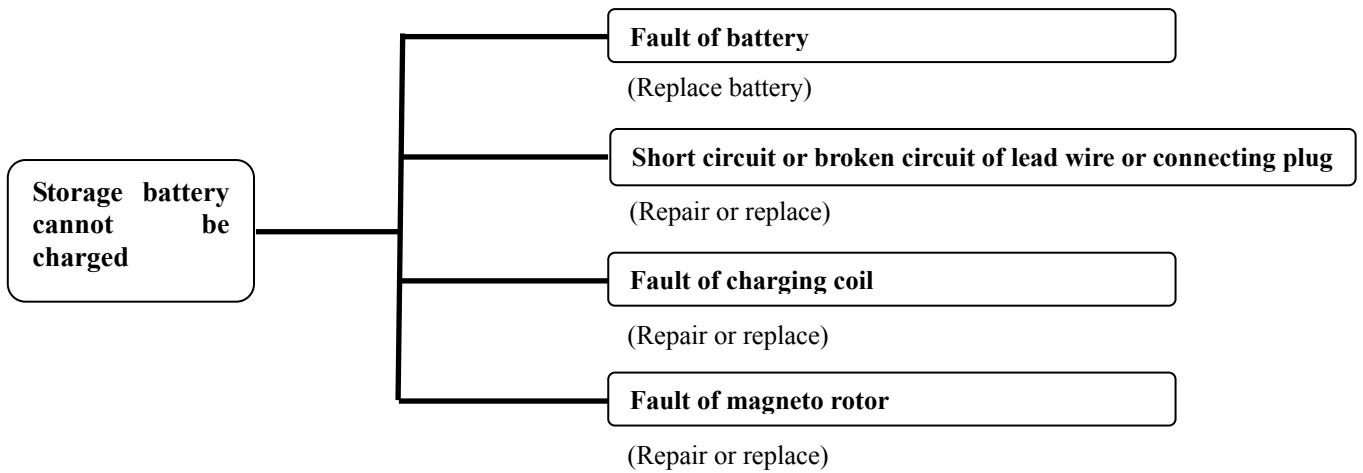 Storage battery
cannot be
charged
Fault of battery
(Replace battery)
Short circuit or broken circuit of lead wire or connecting plug
(Repair or replace)
Fault of charging coil
(Repair or replace)
Fault of magneto rotor
(Repair or replace)